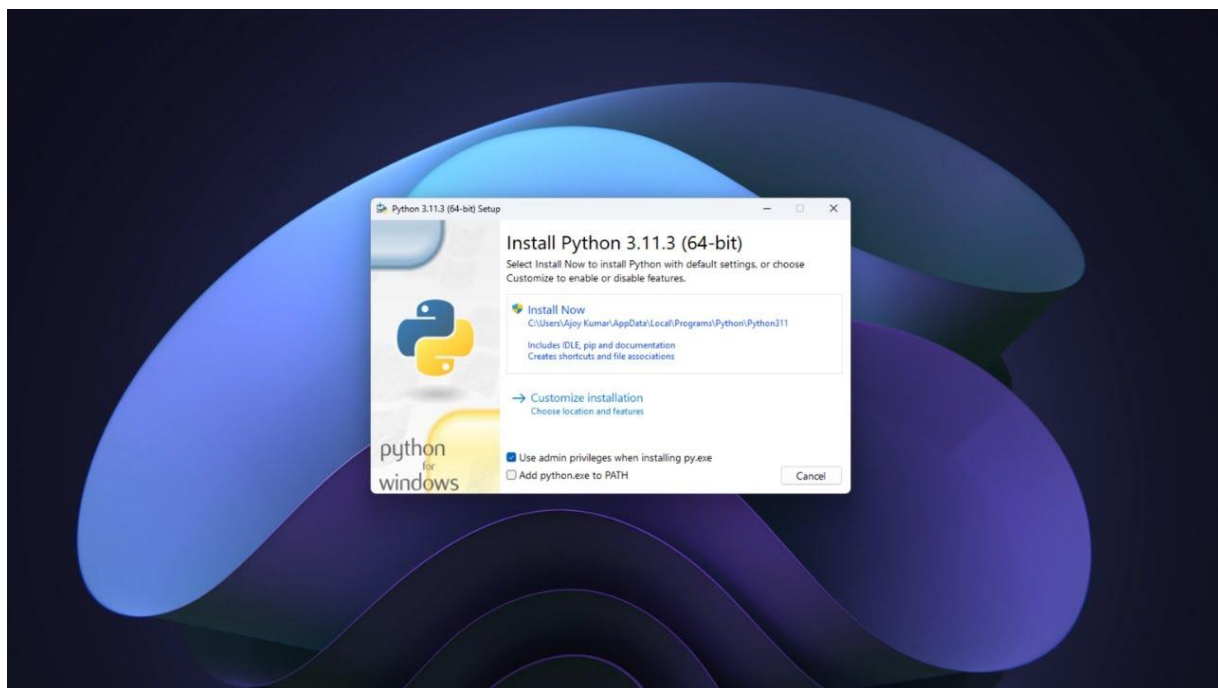 Python 3.11.3 (64-bit) Setup
Install Python 3.11.3 (64-bit)
Select Install Now to install Python with default settings, or choose
Customize to enable or disable features.
Install Now
C:\Users\Ajoy Kumar\AppData\Local\Programs\Python\Python311
Includes IDLE, pip and documentation
Creates shortcuts and file associations
Customize installation
Choose location and features
python
for
windows
Use admin privileges when installing py.exe
Add python.exe to PATH
Cancel